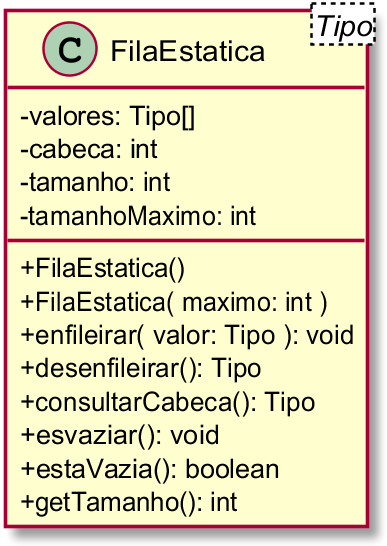 Tipo
C FilaEstatica
-valores: Tipo[]
-cabeca: int
-tamanho: int
-tamanhoMaximo: int
+FilaEstatica()
+FilaEstatica( maximo: int )
+enfileirar( valor: Tipo ): void
+desenfileirar(): Tipo
+consultarCabeca(): Tipo
+esvaziar(): void
+estaVazia(): boolean
+getTamanho(): int